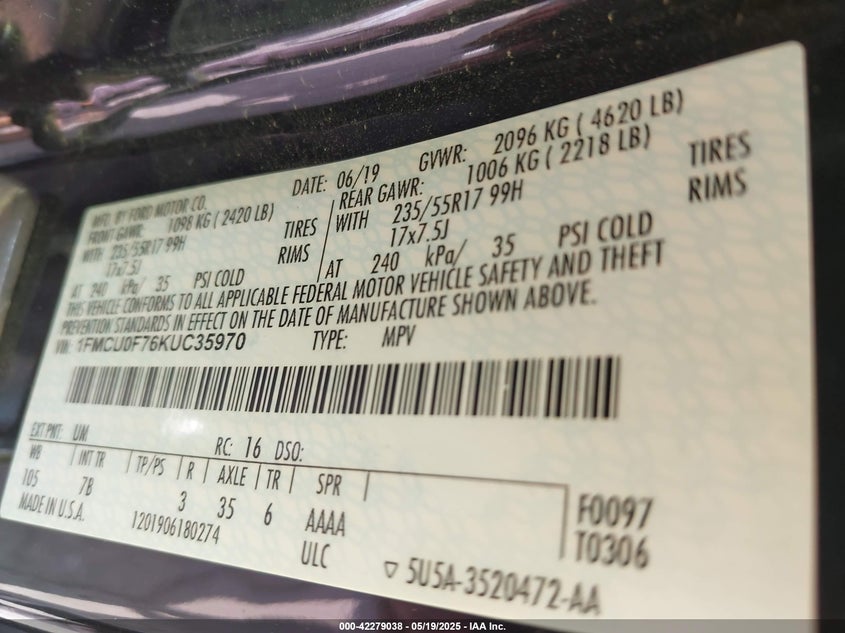 MFD. BY FORD MOTOR CO. DATE: 06/19 GVWR: 2096 KG ( 4620 LB)
FRONT GAWR: 1098 KG ( 2420 LB) REAR GAWR: 1006 KG ( 2218 LB)
WITH 235/55R17 99H TIRES WITH 235/55R17 99H TIRES
17x7.5J RIMS 17x7.5J RIMS
AT 240 kPa/ 35 PSI COLD AT 240 kPa/ 35 PSI COLD
THIS VEHICLE CONFORMS TO ALL APPLICABLE FEDERAL MOTOR VEHICLE SAFETY AND THEFT
PREVENTION STANDARDS IN EFFECT ON THE DATE OF MANUFACTURE SHOWN ABOVE.
VIN: 1FMCU0F76KUC35970 TYPE: MPV
EXT PNT: UM RC: 16 DSO:
WB INT TR TP/PS R AXLE TR SPR
105 7B 3 35 6 AAAA F0097
MADE IN U.S.A. 1201906180274 ULC T0306
▽ 5U5A-3520472-AA
000-42279038 - 05/19/2025 - IAA Inc.